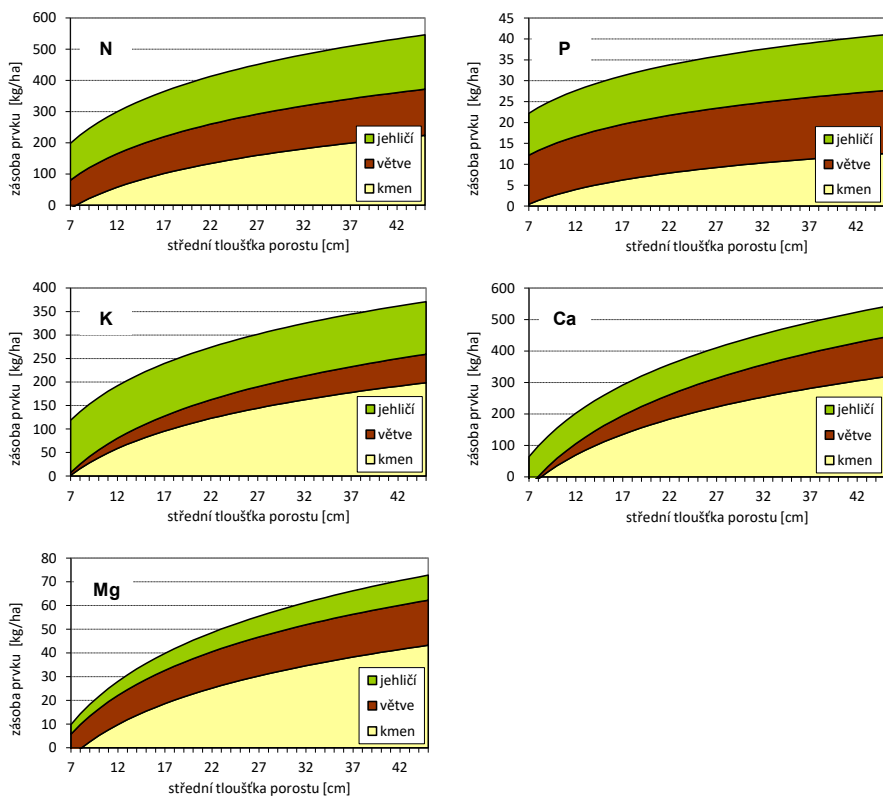 N
zásoba prvku [kg/ha]
600
500
400
300
200
100
0
7 12 17 22 27 32 37 42
střední tloušťka porostu [cm]
jehličí
větve
kmen
P
zásoba prvku [kg/ha]
45
40
35
30
25
20
15
10
5
0
7 12 17 22 27 32 37 42
střední tloušťka porostu [cm]
jehličí
větve
kmen
K
zásoba prvku [kg/ha]
400
350
300
250
200
150
100
50
0
7 12 17 22 27 32 37 42
střední tloušťka porostu [cm]
jehličí
větve
kmen
Ca
zásoba prvku [kg/ha]
600
500
400
300
200
100
0
7 12 17 22 27 32 37 42
střední tloušťka porostu [cm]
jehličí
větve
kmen
Mg
zásoba prvku [kg/ha]
80
70
60
50
40
30
20
10
0
7 12 17 22 27 32 37 42
střední tloušťka porostu [cm]
jehličí
větve
kmen